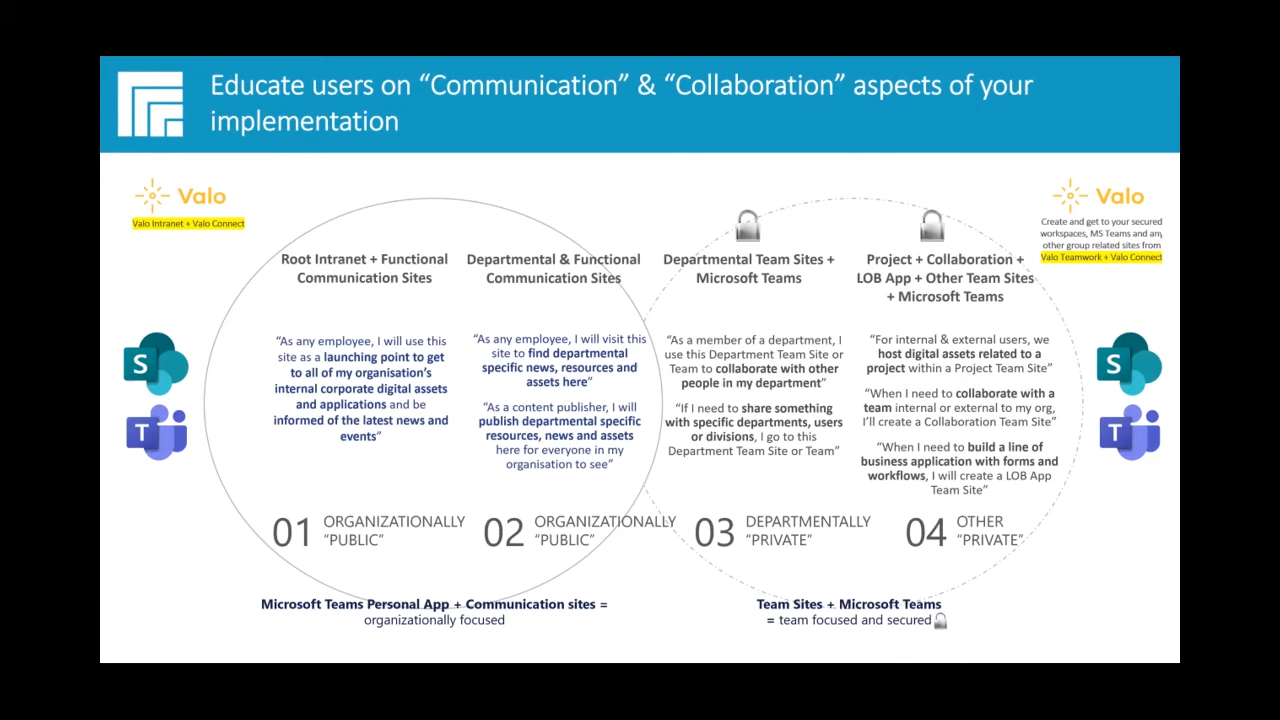 Educate users on “Communication” & “Collaboration” aspects of your
implementation
Valo
Valo Intranet + Valo Connect
Valo
Create and get to your secured
workspaces, MS Teams and any
other group related sites from
Valo Teamwork + Valo Connect
Root Intranet + Functional
Communication Sites
“As any employee, I will use this
site as a launching point to get
to all of my organisation’s
internal corporate digital assets
and applications and be
informed of the latest news and
events”
Departmental & Functional
Communication Sites
“As any employee, I will visit this
site to find departmental
specific news, resources and
assets here”
“As a content publisher, I will
publish departmental specific
resources, news and assets
here for everyone in my
organisation to see”
Departmental Team Sites +
Microsoft Teams
“As a member of a department, I
use this Department Team Site or
Team to collaborate with other
people in my department”
“If I need to share something
with specific departments, users
or divisions, I go to this
Department Team Site or Team”
Project + Collaboration +
LOB App + Other Team Sites
+ Microsoft Teams
“For internal & external users, we
host digital assets related to a
project within a Project Team Site”
“When I need to collaborate with a
team internal or external to my org,
I’ll create a Collaboration Team Site”
“When I need to build a line of
business application with forms and
workflows, I will create a LOB App
Team Site”
S
T
S
T
01 ORGANIZATIONALLY
“PUBLIC”
02 ORGANIZATIONALLY
“PUBLIC”
03 DEPARTMENTALLY
“PRIVATE”
04 OTHER
“PRIVATE”
Microsoft Teams Personal App + Communication sites =
organizationally focused
Team Sites + Microsoft Teams
= team focused and secured